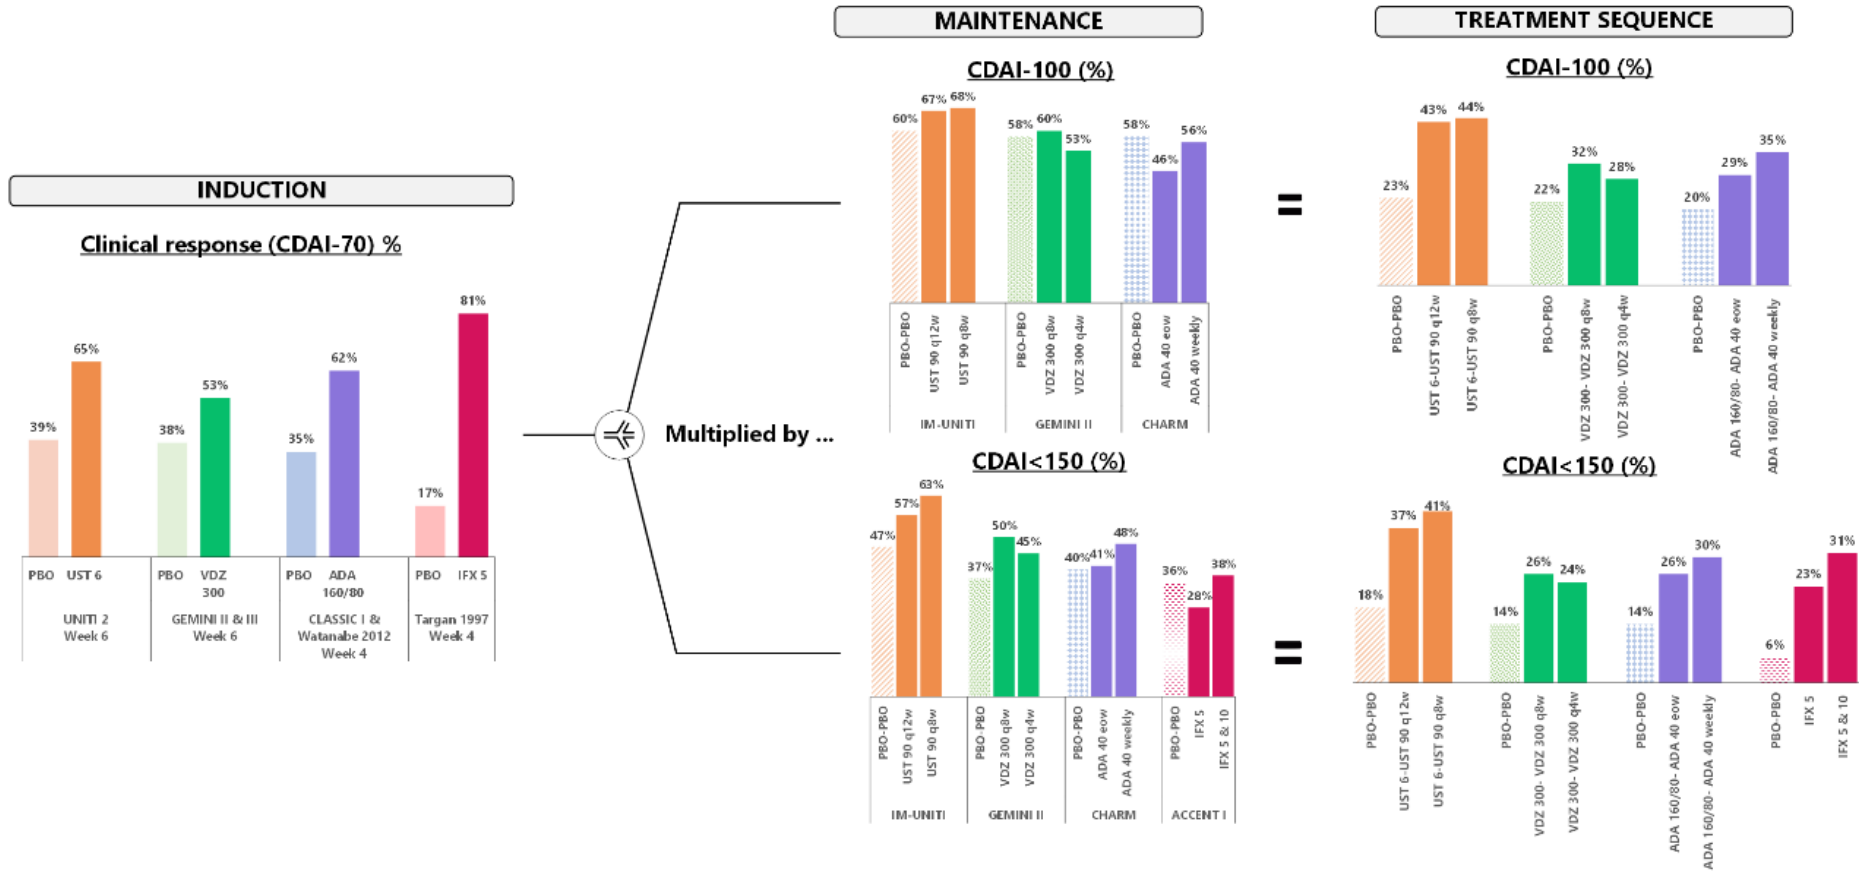 INDUCTION
Clinical response (CDAI-70) %
39%
65%
38%
53%
35%
62%
17%
81%
PBO UST 6
PBO VDZ
300
PBO ADA
160/80
PBO IFX 5
UNITI 2
Week 6
GEMINI II & III
Week 6
CLASSIC I &
Watanabe 2012
Week 4
Targan 1997
Week 4
Multiplied by ...
MAINTENANCE
CDAI-100 (%)
60%
67%
68%
58%
60%
53%
58%
46%
56%
PBO-PBO
UST 90 q12w
UST 90 q8w
PBO-PBO
VDZ 300 q8w
VDZ 300 q4w
PBO-PBO
ADA 40 eow
ADA 40 weekly
IM-UNITI
GEMINI II
CHARM
CDAI<150 (%)
47%
57%
63%
37%
50%
45%
40%
41%
48%
36%
28%
38%
PBO-PBO
UST 90 q12w
UST 90 q8w
PBO-PBO
VDZ 300 q8w
VDZ 300 q4w
PBO-PBO
ADA 40 eow
ADA 40 weekly
PBO-PBO
IFX 5
IFX 5 & 10
IM-UNITI
GEMINI II
CHARM
ACCENT I
=
=
TREATMENT SEQUENCE
CDAI-100 (%)
23%
43%
44%
22%
32%
28%
20%
29%
35%
PBO-PBO
UST 6-UST 90 q12w
UST 6-UST 90 q8w
PBO-PBO
VDZ 300- VDZ 300 q8w
VDZ 300- VDZ 300 q4w
PBO-PBO
ADA 160/80- ADA 40 eow
ADA 160/80- ADA 40 weekly
CDAI<150 (%)
18%
37%
41%
14%
26%
24%
14%
26%
30%
6%
23%
31%
PBO-PBO
UST 6-UST 90 q12w
UST 6-UST 90 q8w
PBO-PBO
VDZ 300- VDZ 300 q8w
VDZ 300- VDZ 300 q4w
PBO-PBO
ADA 160/80- ADA 40 eow
ADA 160/80- ADA 40 weekly
PBO-PBO
IFX 5
IFX 5 & 10